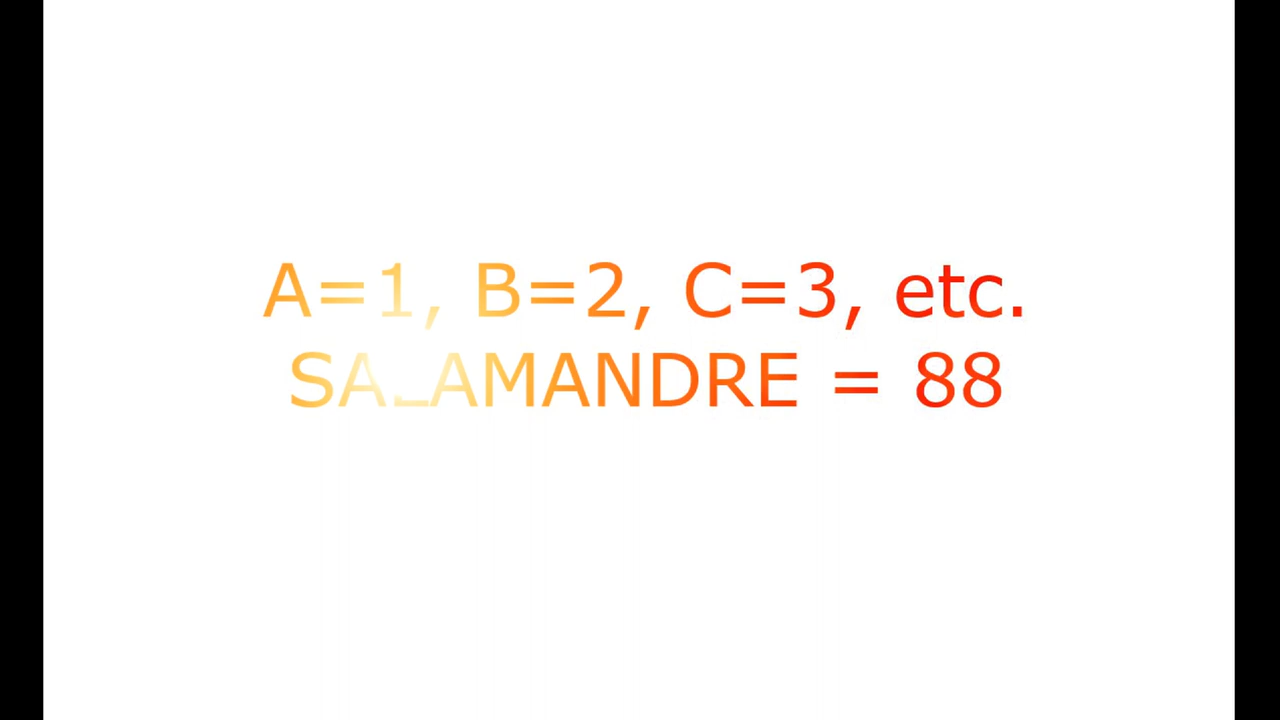 A=1, B=2, C=3, etc.
SALAMANDRE = 88